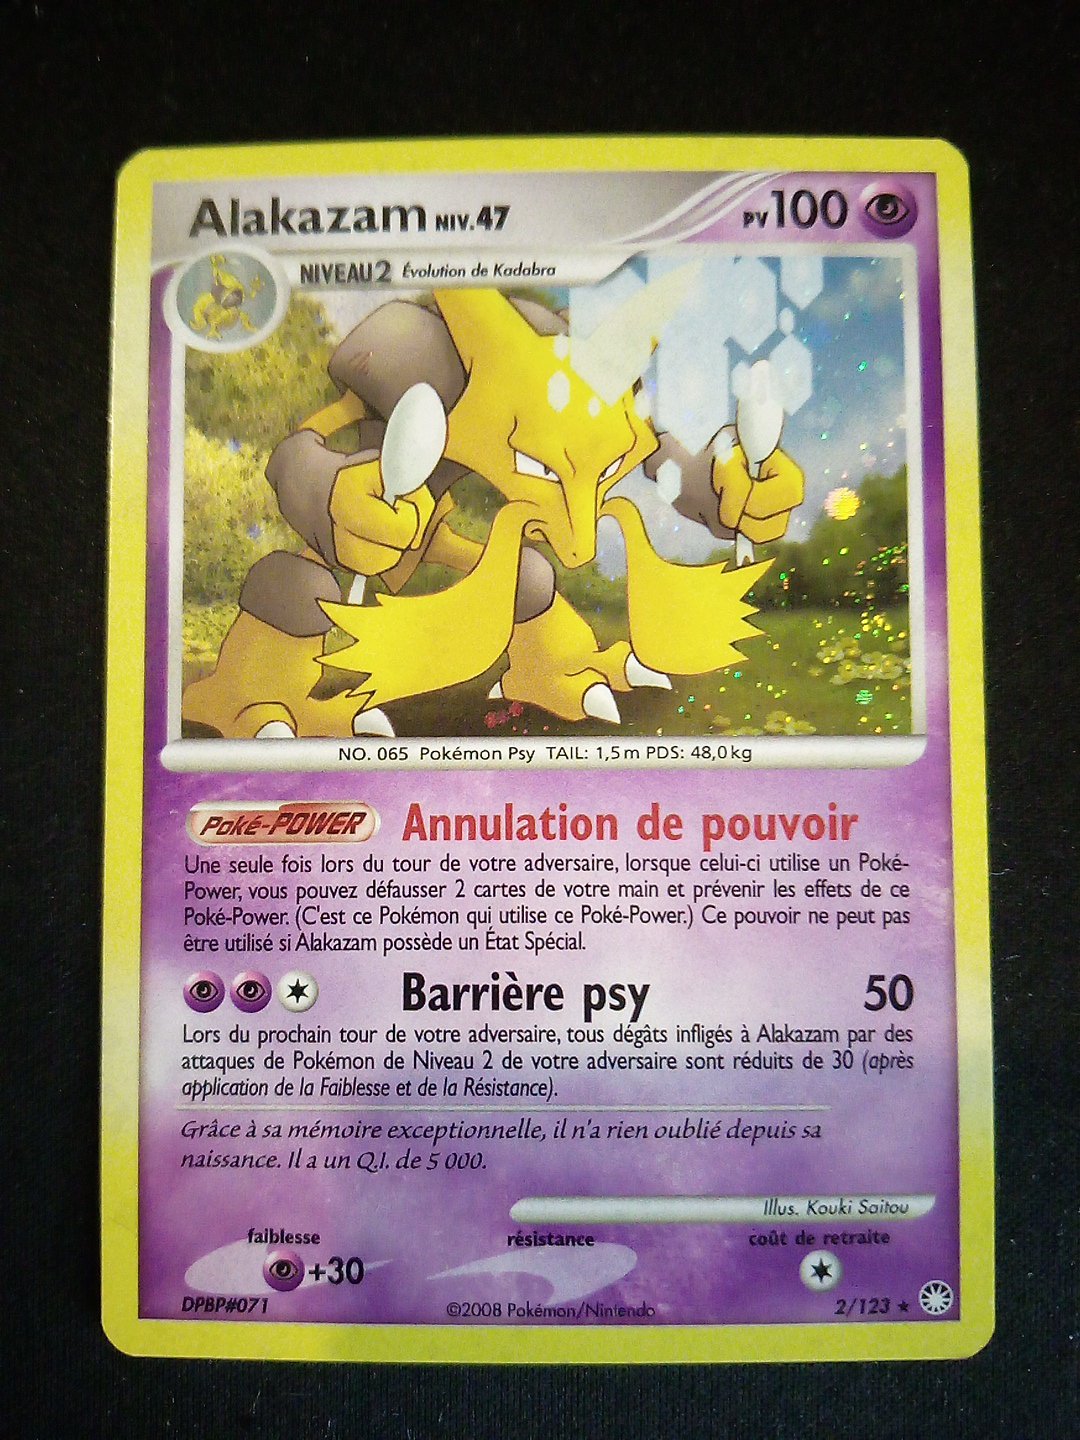 Alakazam NIV.47 PV100
NIVEAU2 Évolution de Kadabra
NO. 065 Pokémon Psy TAIL: 1,5m PDS: 48,0kg
Poké-POWER Annulation de pouvoir
Une seule fois lors du tour de votre adversaire, lorsque celui-ci utilise un Poké-
Power, vous pouvez défausser 2 cartes de votre main et prévenir les effets de ce
Poké-Power. (C'est ce Pokémon qui utilise ce Poké-Power.) Ce pouvoir ne peut pas
être utilisé si Alakazam possède un État Spécial.
Barrière psy 50
Lors du prochain tour de votre adversaire, tous dégâts infligés à Alakazam par des
attaques de Pokémon de Niveau 2 de votre adversaire sont réduits de 30 (après
application de la Faiblesse et de la Résistance).
Grâce à sa mémoire exceptionnelle, il n'a rien oublié depuis sa
naissance. Il a un Q.I. de 5 000.
Illus. Kouki Saitou
faiblesse résistance coût de retraite
+30
DPBP#071 ©2008 Pokémon/Nintendo 2/123